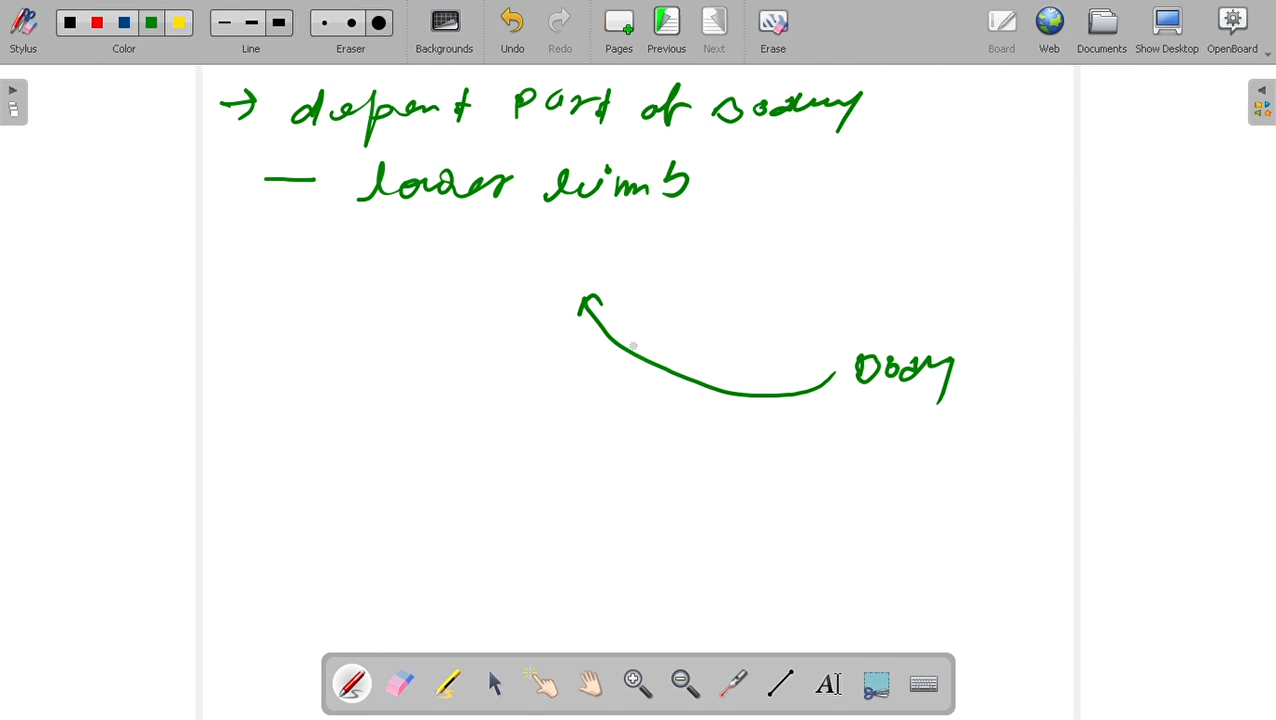 Stylus
Color
Line
Eraser
Backgrounds
Undo
Redo
Pages
Previous
Next
Erase
Board
Web
Documents
Show Desktop
OpenBoard
→ depent part of body
— lower limb
Body
AI